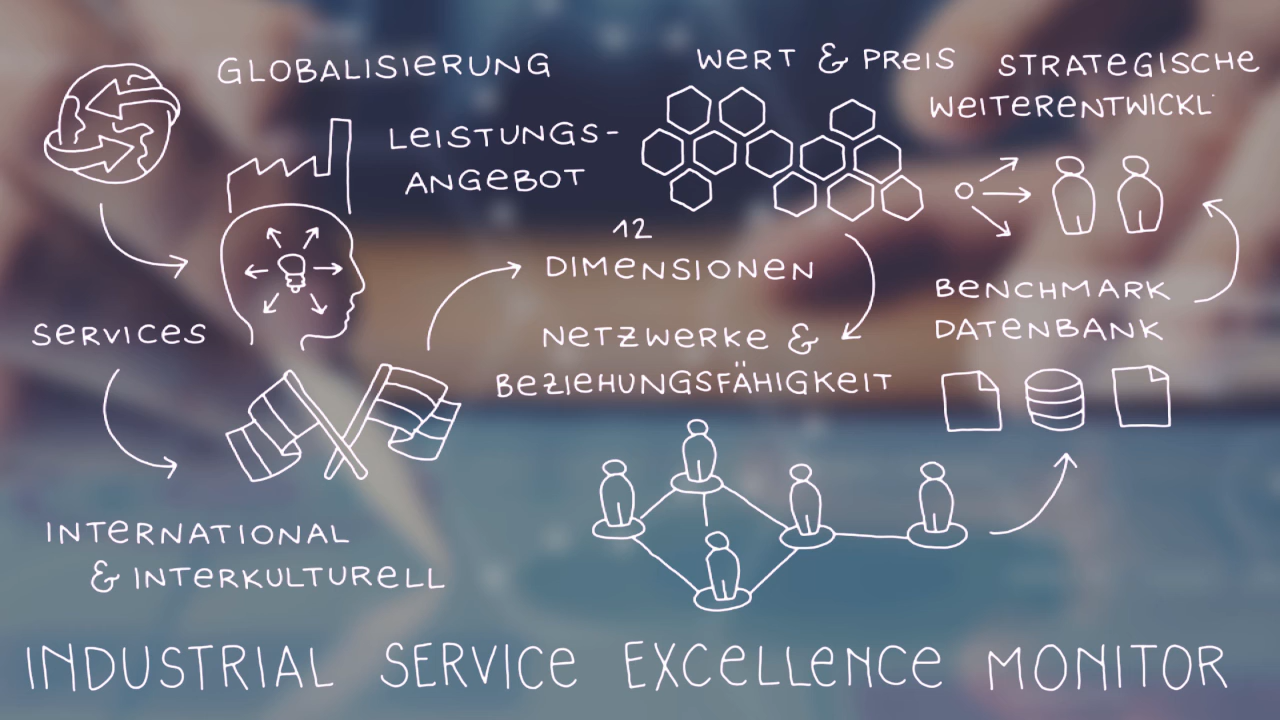 GLOBALISIERUNG
LEISTUNGS-
ANGEBOT
SERVICES
INTERNATIONAL
& INTERKULTURELL
12
DIMENSIONEN
WERT & PREIS
NETZWERKE &
BEZIEHUNGSFÄHIGKEIT
STRATEGISCHE
WEITERENTWICKL
BENCHMARK
DATENBANK
INDUSTRIAL SERVICE EXCELLENCE MONITOR